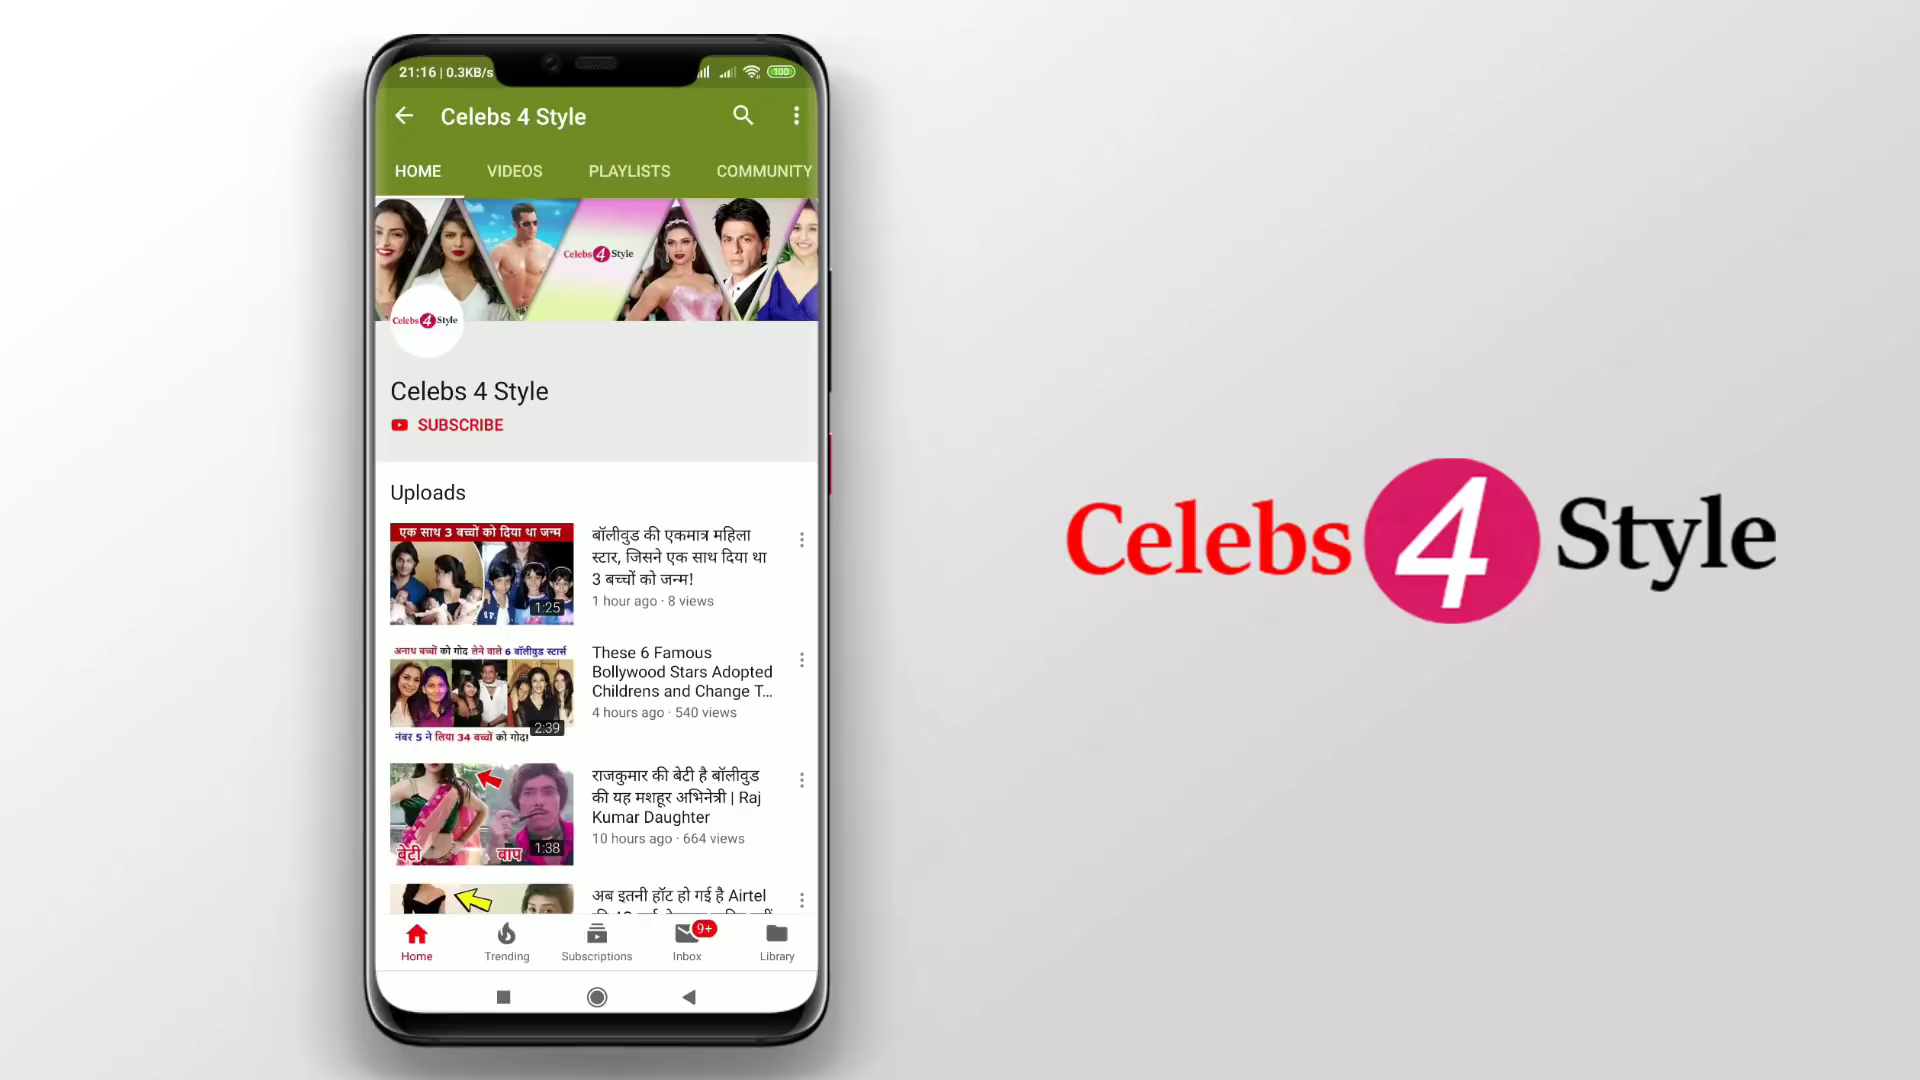 21:16 | 0.3KB/s
100
Celebs 4 Style
HOME VIDEOS PLAYLISTS COMMUNITY
Celebs 4 Style
Celebs 4 Style
Celebs 4 Style
SUBSCRIBE
Uploads
एक साथ 3 बच्चों को दिया था जन्म
1:25
बॉलीवुड की एकमात्र महिला
स्टार, जिसने एक साथ दिया था
3 बच्चों को जन्म!
1 hour ago · 8 views
अनाथ बच्चों को गोद लेने वाले 6 बॉलीवुड स्टार्स
2:39
नंबर 5 ने लिया 34 बच्चों को गोद!
These 6 Famous
Bollywood Stars Adopted
Childrens and Change T...
4 hours ago · 540 views
बेटी
बाप
1:38
राजकुमार की बेटी है बॉलीवुड
की यह मशहूर अभिनेत्री | Raj
Kumar Daughter
10 hours ago · 664 views
अब इतनी हॉट हो गई है Airtel
9+
Home Trending Subscriptions Inbox Library
Celebs 4 Style